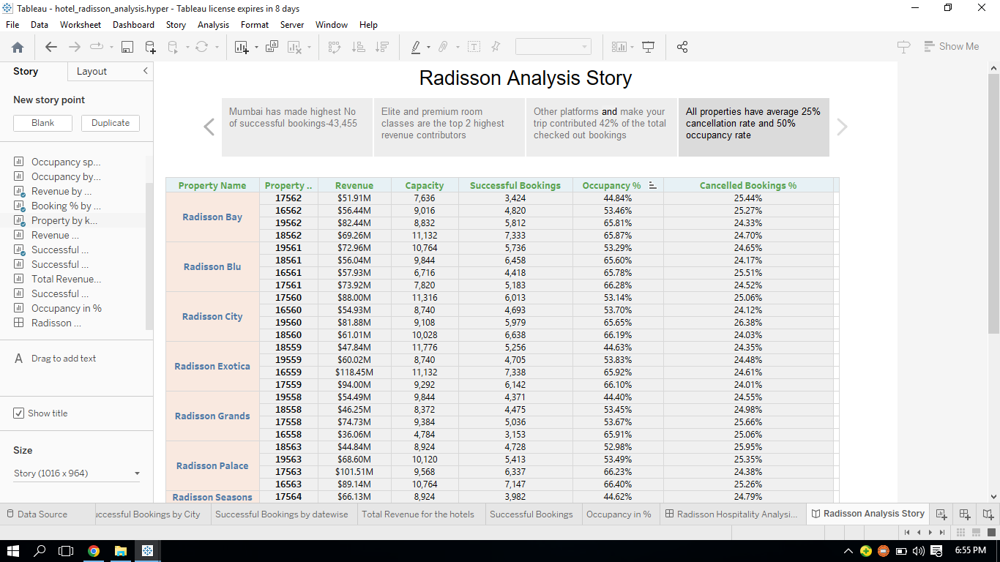 Tableau - hotel_radisson_analysis.hyper - Tableau license expires in 8 days
File Data Worksheet Dashboard Story Analysis Format Server Window Help
Show Me
Story Layout
New story point
Blank Duplicate
Occupancy sp...
Occupancy by...
Revenue by ...
Booking % by ...
Property by k...
Revenue ...
Successful ...
Successful ...
Total Revenue...
Successful ...
Occupancy in %
Radisson ...
A Drag to add text
Show title
Size
Story (1016 x 964)
Radisson Analysis Story
Mumbai has made highest No
of successful bookings-43,455
Elite and premium room
classes are the top 2 highest
revenue contributors
Other platforms and make your
trip contributed 42% of the total
checked out bookings
All properties have average 25%
cancellation rate and 50%
occupancy rate
Property Name Property .. Revenue Capacity Successful Bookings Occupancy % Cancelled Bookings %
Radisson Bay
17562 $51.91M 7,636 3,424 44.84% 25.44%
16562 $56.44M 9,016 4,820 53.46% 25.27%
19562 $82.44M 8,832 5,812 65.81% 24.33%
18562 $69.26M 11,132 7,333 65.87% 24.70%
Radisson Blu
19561 $72.96M 10,764 5,736 53.29% 24.65%
18561 $56.04M 9,844 6,458 65.60% 24.17%
16561 $57.93M 6,716 4,418 65.78% 25.51%
17561 $73.92M 7,820 5,183 66.28% 24.52%
Radisson City
17560 $88.00M 11,316 6,013 53.14% 25.06%
16560 $54.93M 8,740 4,693 53.70% 24.12%
19560 $81.88M 9,108 5,979 65.65% 26.38%
18560 $61.01M 10,028 6,638 66.19% 24.03%
Radisson Exotica
18559 $47.84M 11,776 5,256 44.63% 24.35%
19559 $60.02M 8,740 4,705 53.83% 24.48%
16559 $118.45M 11,132 7,338 65.92% 24.61%
17559 $94.00M 9,292 6,142 66.10% 24.01%
Radisson Grands
19558 $54.49M 9,844 4,371 44.40% 24.55%
18558 $46.25M 8,372 4,475 53.45% 24.98%
17558 $74.73M 9,384 5,036 53.67% 25.66%
16558 $36.06M 4,784 3,153 65.91% 25.06%
Radisson Palace
18563 $44.84M 8,924 4,728 52.98% 25.95%
19563 $68.60M 10,120 5,413 53.49% 25.35%
17563 $101.51M 9,568 6,337 66.23% 24.38%
16563 $89.14M 10,764 7,147 66.40% 25.26%
Radisson Seasons 17564 $66.13M 8,924 3,982 44.62% 24.79%
Data Source uccessful Bookings by City Successful Bookings by datewise Total Revenue for the hotels Successful Bookings Occupancy in % Radisson Hospitality Analysi... Radisson Analysis Story
6:55 PM